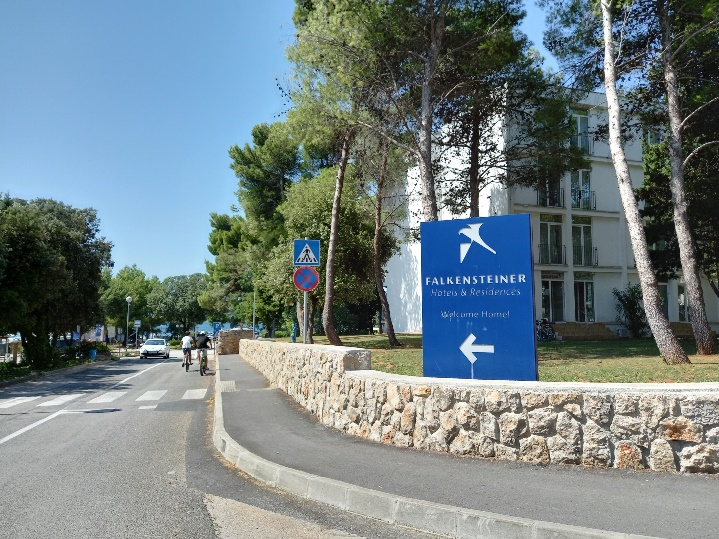 FALKENSTEINER
Hotels & Residences
Welcome Home!